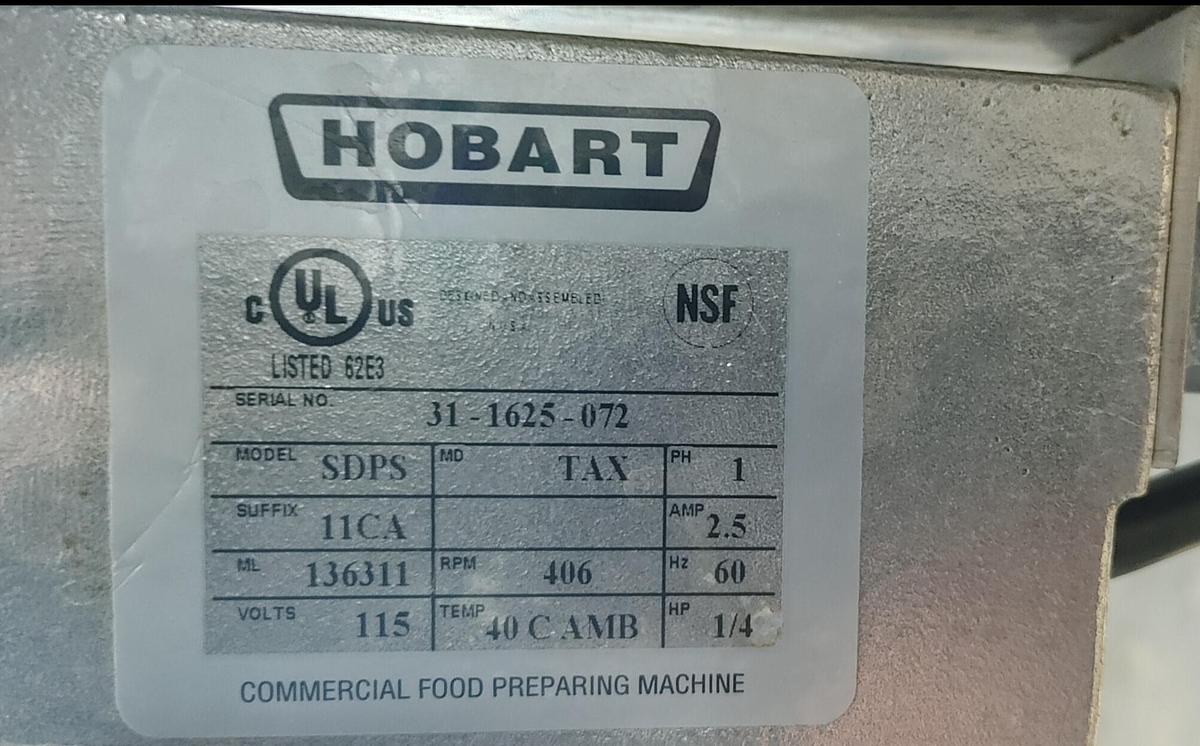 HOBART
C UL US
NSF
LISTED 62E3
SERIAL NO. 31-1625-072
MODEL SDPS MD TAX PH 1
SUFFIX 11CA AMP 2.5
ML 136311 RPM 406 Hz 60
VOLTS 115 TEMP 40 C AMB HP 1/4
COMMERCIAL FOOD PREPARING MACHINE